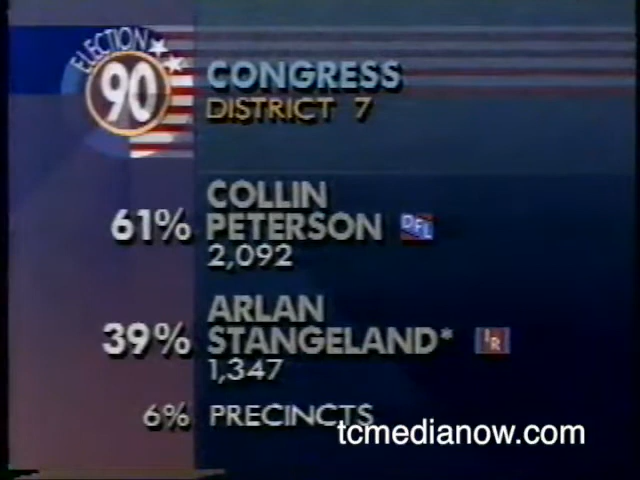 ELECTION
90
CONGRESS
DISTRICT 7
61%
COLLIN
PETERSON DFL
2,092
39%
ARLAN
STANGELAND* IR
1,347
6% PRECINCTS
tcmedianow.com